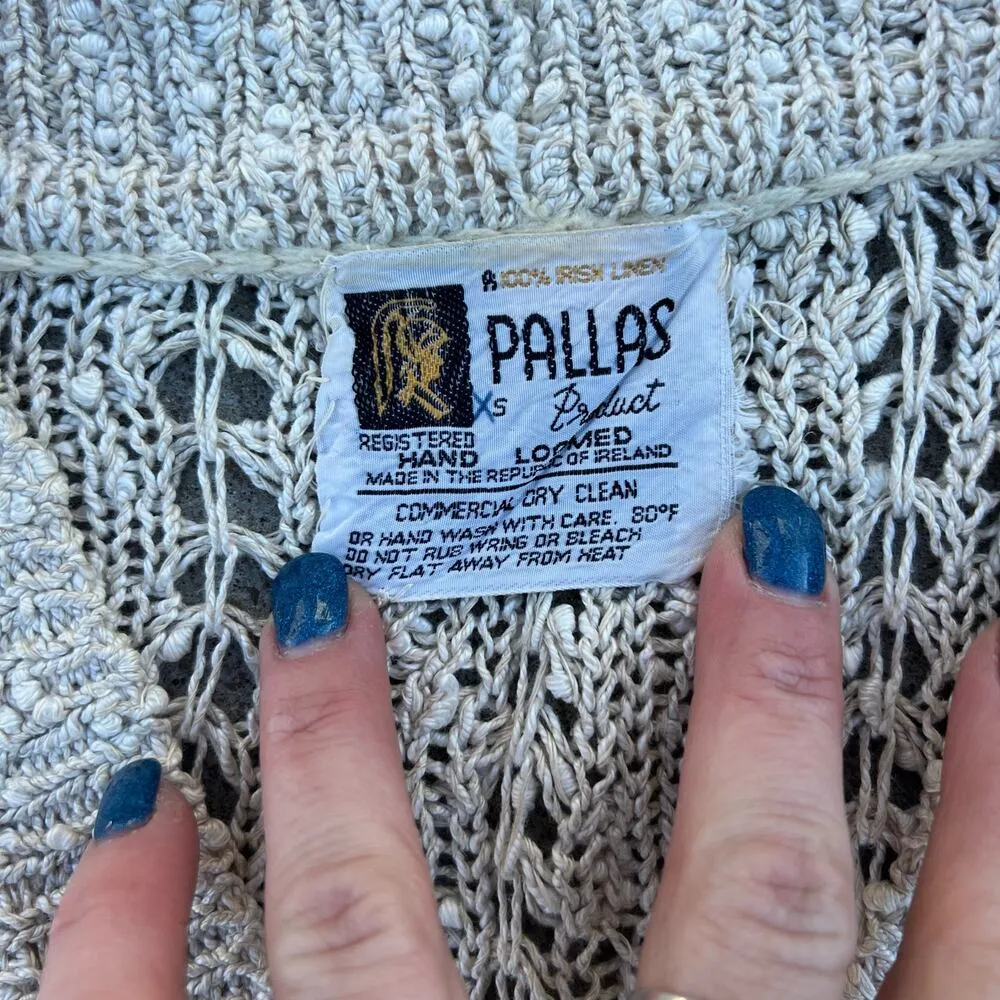 A 100% IRISH LINEN
PALLAS
XS Product
REGISTERED
HAND LOOMED
MADE IN THE REPUBLIC OF IRELAND
COMMERCIAL DRY CLEAN
OR HAND WASH WITH CARE. 80°F
DO NOT RUB WRING OR BLEACH
DRY FLAT AWAY FROM HEAT